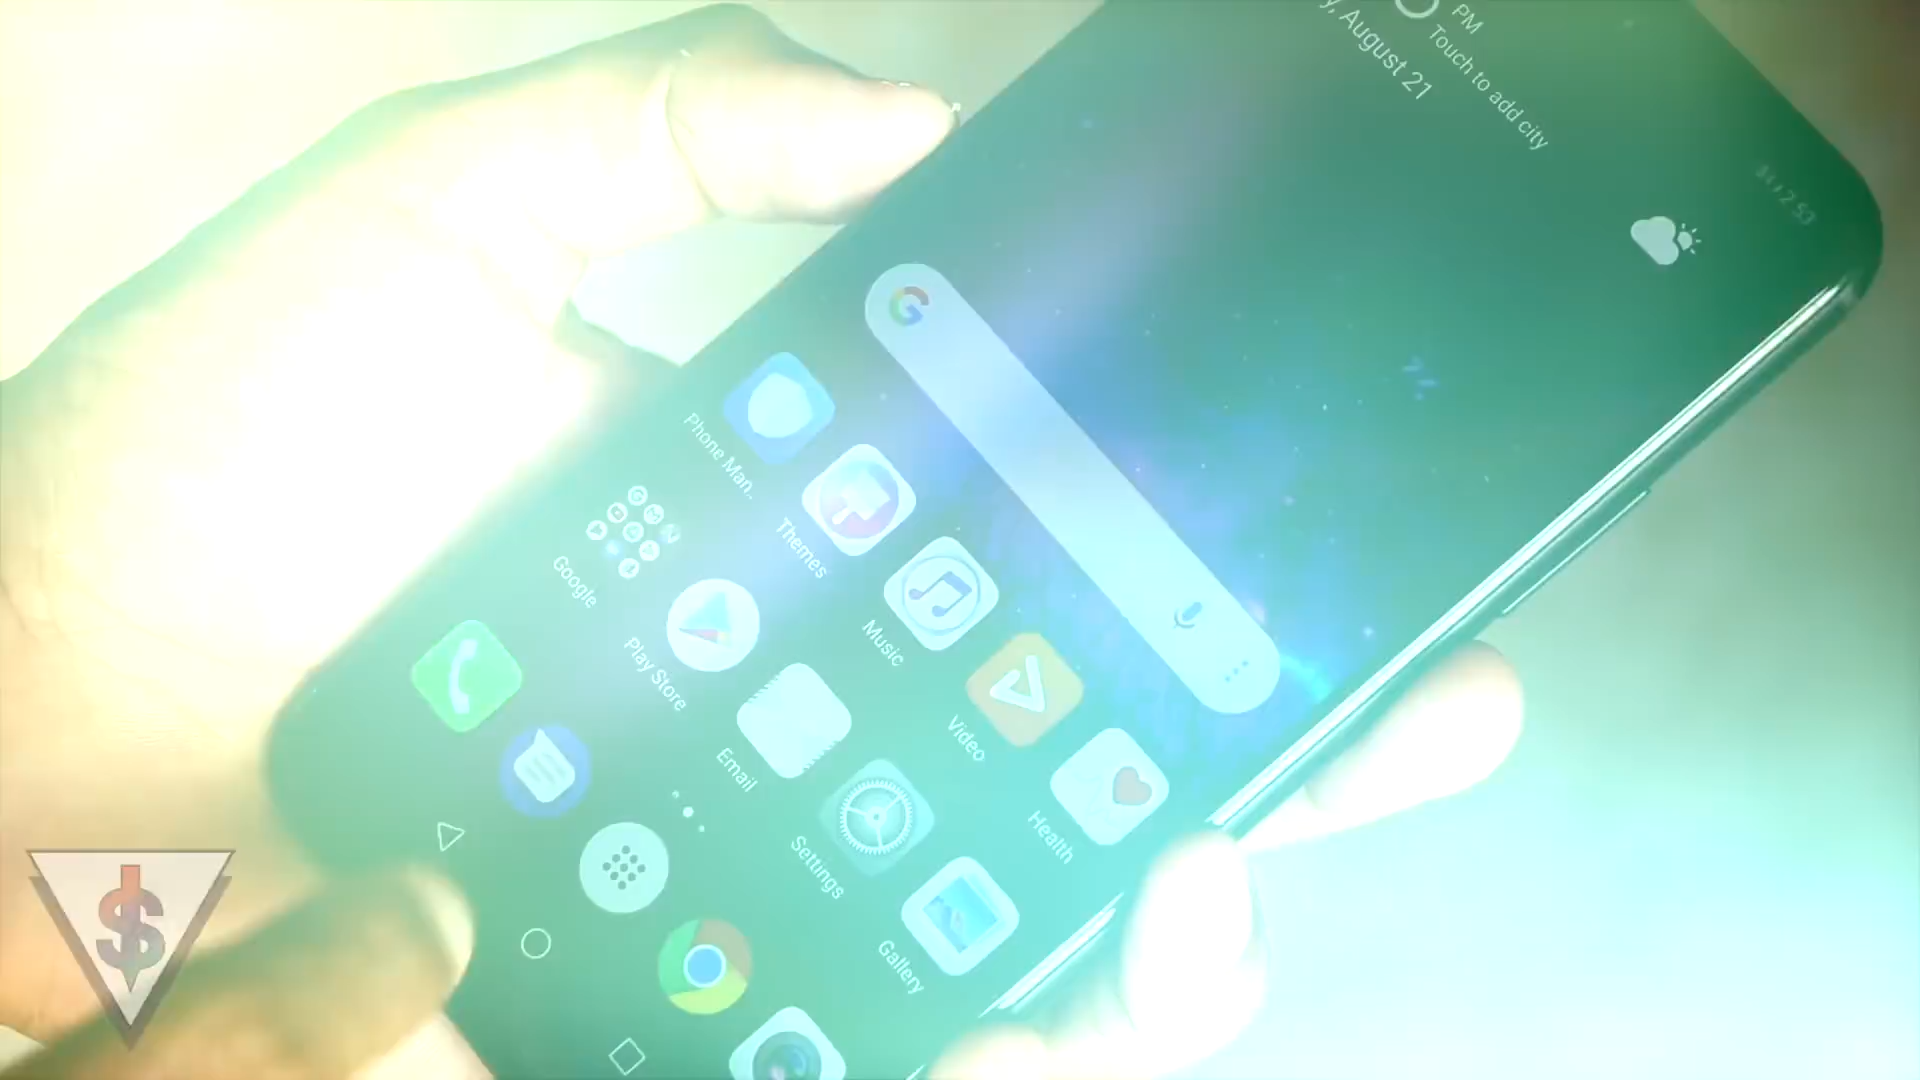 PM
Touch to add city
y, August 21
Phone Man..
Themes
Music
Video
Health
Google
Play Store
Email
Settings
Gallery